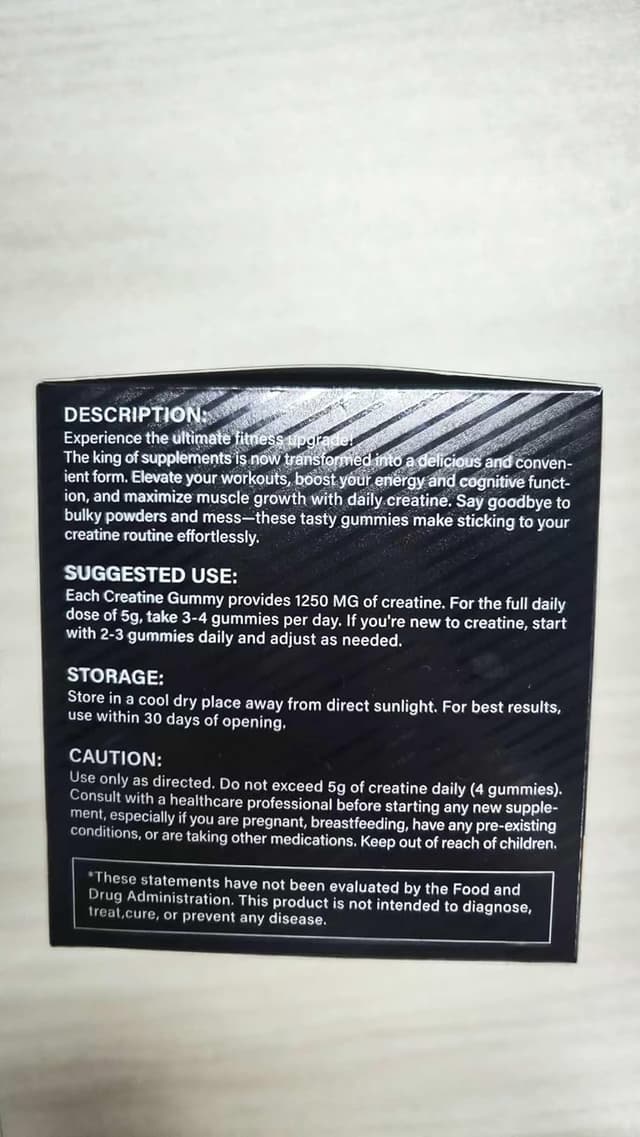 DESCRIPTION:
Experience the ultimate fitness upgrade!
The king of supplements is now transformed into a delicious and conven-
ient form. Elevate your workouts, boost your energy and cognitive funct-
ion, and maximize muscle growth with daily creatine. Say goodbye to
bulky powders and mess—these tasty gummies make sticking to your
creatine routine effortlessly.
SUGGESTED USE:
Each Creatine Gummy provides 1250 MG of creatine. For the full daily
dose of 5g, take 3-4 gummies per day. If you're new to creatine, start
with 2-3 gummies daily and adjust as needed.
STORAGE:
Store in a cool dry place away from direct sunlight. For best results,
use within 30 days of opening.
CAUTION:
Use only as directed. Do not exceed 5g of creatine daily (4 gummies).
Consult with a healthcare professional before starting any new supple-
ment, especially if you are pregnant, breastfeeding, have any pre-existing
conditions, or are taking other medications. Keep out of reach of children.
*These statements have not been evaluated by the Food and
Drug Administration. This product is not intended to diagnose,
treat,cure, or prevent any disease.